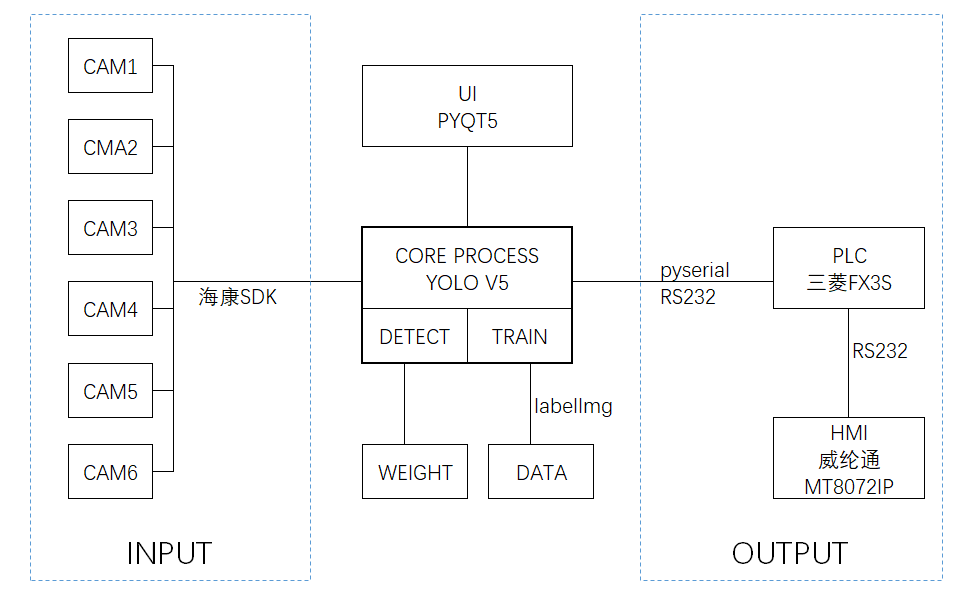 CAM1
CMA2
CAM3
CAM4
CAM5
CAM6
海康SDK
INPUT
UI
PYQT5
CORE PROCESS
YOLO V5
DETECT
TRAIN
labelImg
WEIGHT
DATA
pyserial
RS232
PLC
三菱FX3S
RS232
HMI
威纶通
MT8072IP
OUTPUT